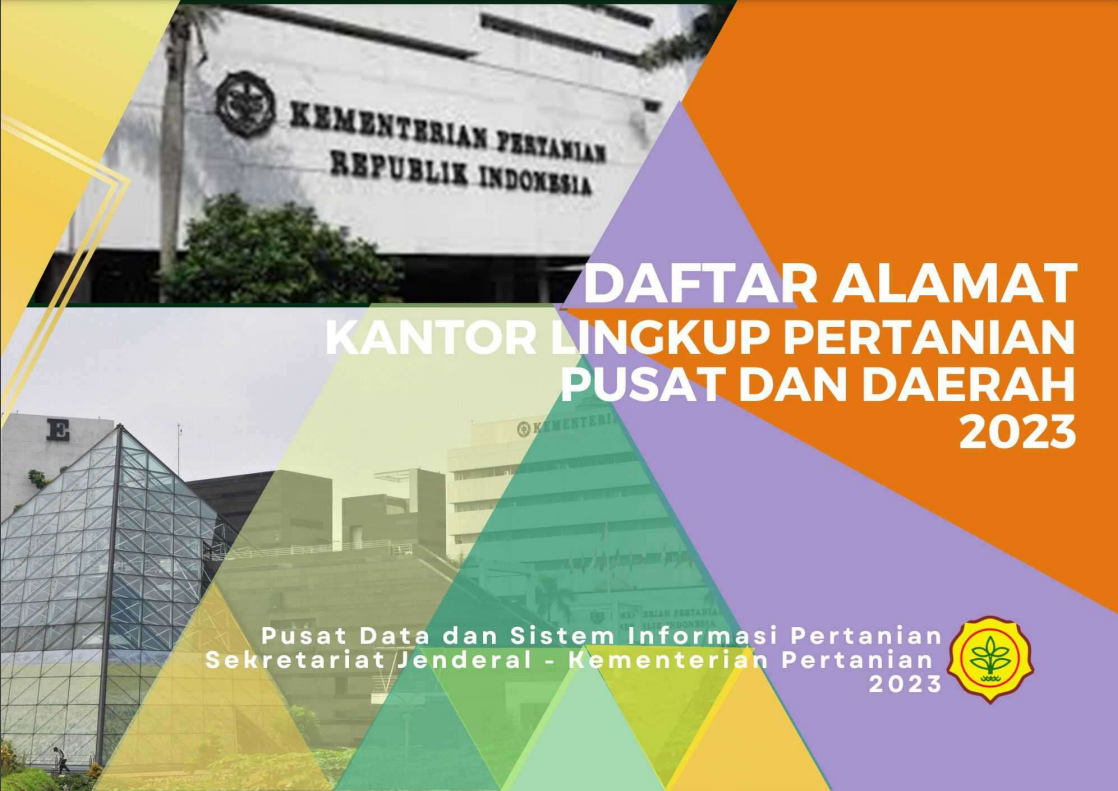 KEMENTERIAN PERTANIAN
REPUBLIK INDONESIA
DAFTAR ALAMAT
KANTOR LINGKUP PERTANIAN
PUSAT DAN DAERAH
2023
E
KEMENTERI
Pusat Data dan Sistem Informasi Pertanian
Sekretariat Jenderal - Kementerian Pertanian
2023